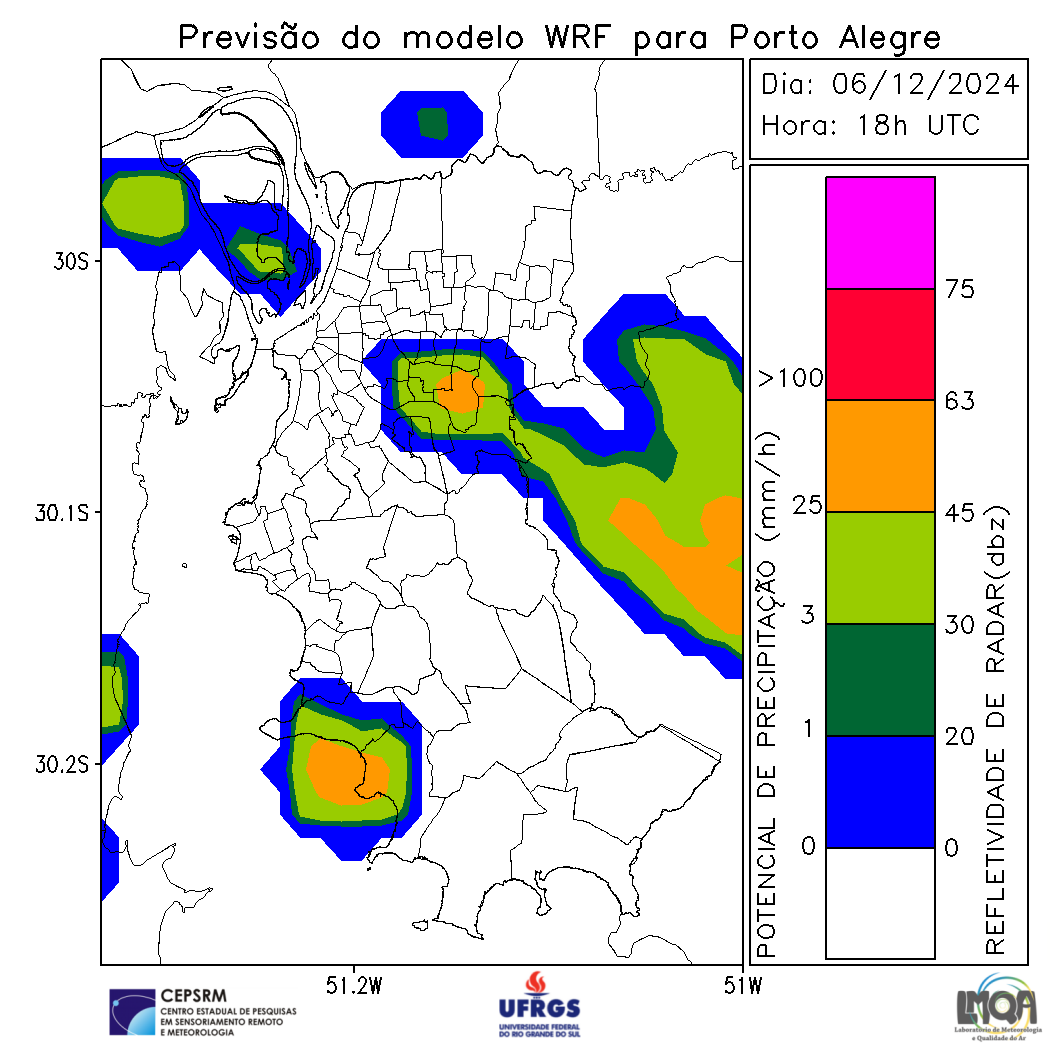 Previsão do modelo WRF para Porto Alegre
Dia: 06/12/2024
Hora: 18h UTC
30S
30.1S
30.2S
51.2W
51W
POTENCIAL DE PRECIPITAÇÃO (mm/h)
>100
25
3
1
0
75
63
45
30
20
0
REFLETIVIDADE DE RADAR(dbz)
CEPSRM
CENTRO ESTADUAL DE PESQUISAS
EM SENSORIAMENTO REMOTO
E METEOROLOGIA
UFRGS
UNIVERSIDADE FEDERAL
DO RIO GRANDE DO SUL
LMQA
Laboratório de Meteorologia
e Qualidade do Ar